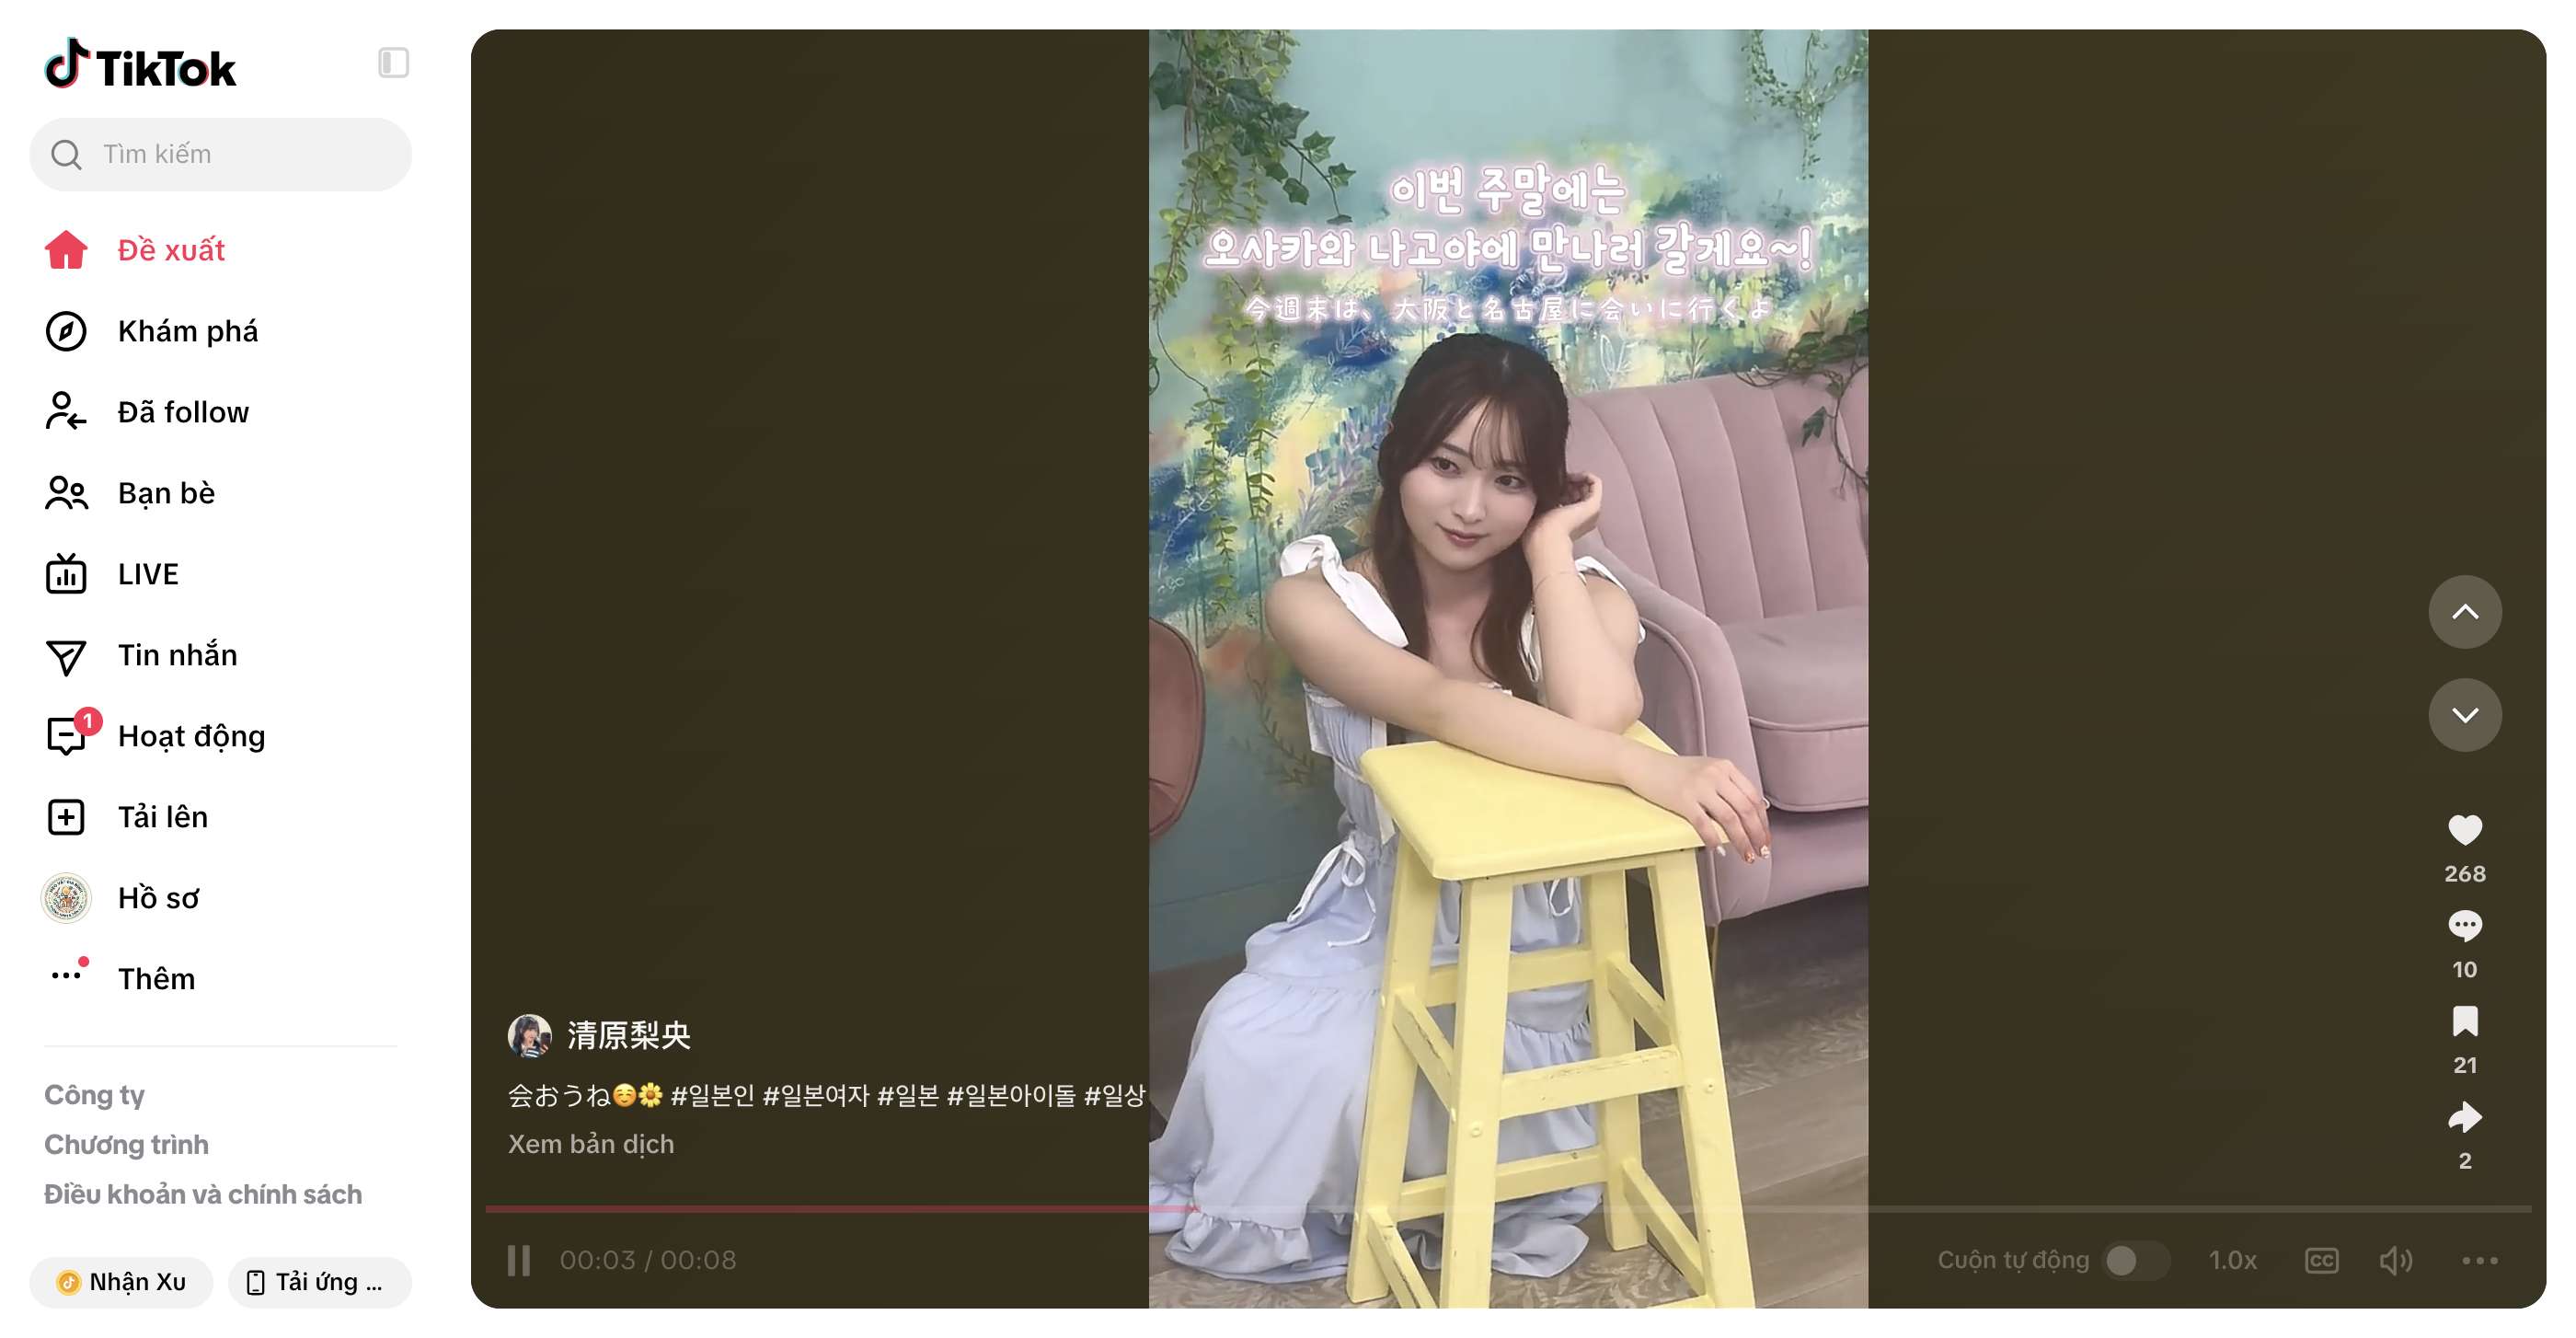 TikTok
Tìm kiếm
Đề xuất
Khám phá
Đã follow
Bạn bè
LIVE
Tin nhắn
1
Hoạt động
Tải lên
Hồ sơ
Thêm
Công ty
Chương trình
Điều khoản và chính sách
Nhận Xu
Tải ứng ...
이번 주말에는
오사카와 나고야에 만나러 갈게요~!
今週末は、大阪と名古屋に会いに行くよ
清原梨央
会おうね☺️🌼 #일본인 #일본여자 #일본 #일본아이돌 #일상
Xem bản dịch
00:03 / 00:08
268
10
21
2
Cuộn tự động
1.0x
CC